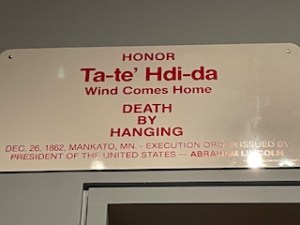 HONOR
Ta-te' Hdi-da
Wind Comes Home
DEATH
BY
HANGING
DEC. 26, 1862, MANKATO, MN. - EXECUTION ORDER ISSUED BY
PRESIDENT OF THE UNITED STATES — ABRAHAM LINCOLN